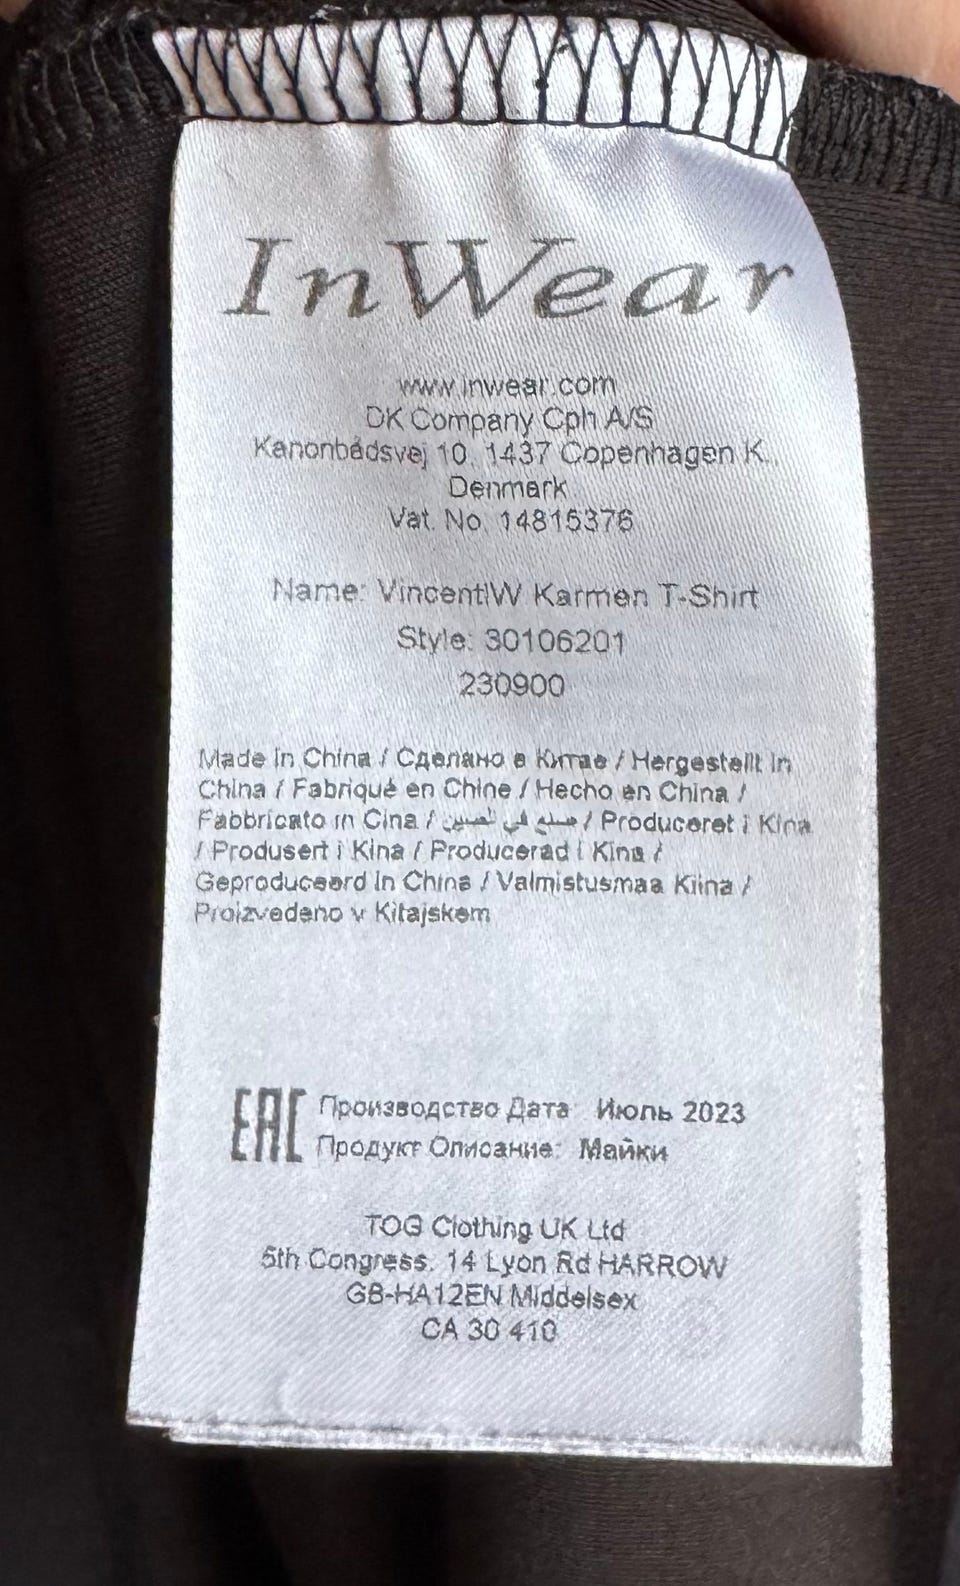 InWear
www.inwear.com
DK Company Cph A/S
Kanonbådsvej 10, 1437 Copenhagen K.,
Denmark
Vat. No. 14815376
Name: VincentIW Karmen T-Shirt
Style: 30106201
230900
Made in China / Сделано в Китае / Hergestellt in
China / Fabriqué en Chine / Hecho en China /
Fabbricato in Cina / صنع في الصين / Produceret i Kina
/ Produsert i Kina / Producerad i Kina /
Geproduceerd in China / Valmistusmaa Kiina /
Proizvedeno v Kitajskem
EAC Производство Дата: Июль 2023
Продукт Описание: Майки
TOG Clothing UK Ltd
5th Congress, 14 Lyon Rd HARROW
GB-HA12EN Middelsex
CA 30 410